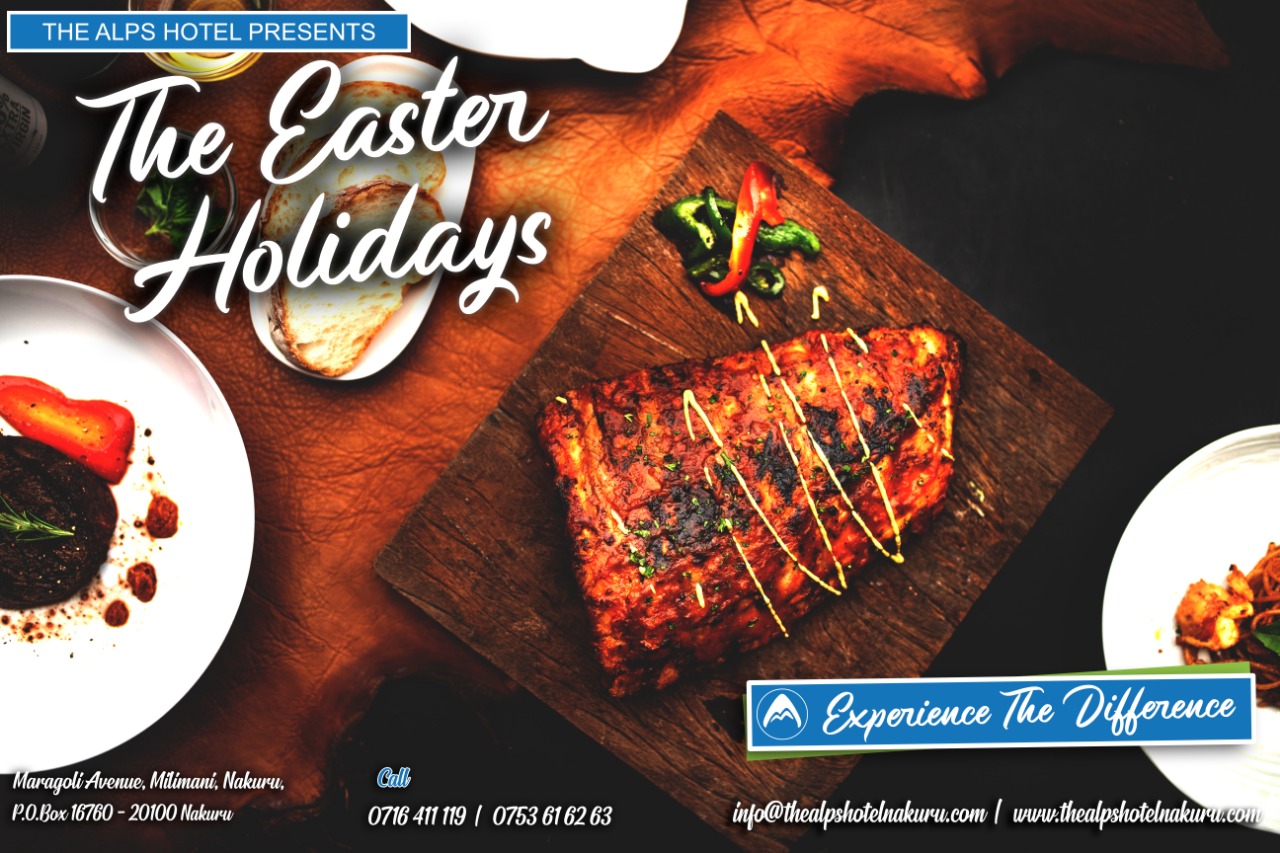 THE ALPS HOTEL PRESENTS
The Easter
Holidays
Experience The Difference
Maragoli Avenue, Milimani, Nakuru,
P.O.Box 16760 - 20100 Nakuru
Call
0716 411 119 | 0753 61 62 63
info@thealpshotelnakuru.com | www.thealpshotelnakuru.com